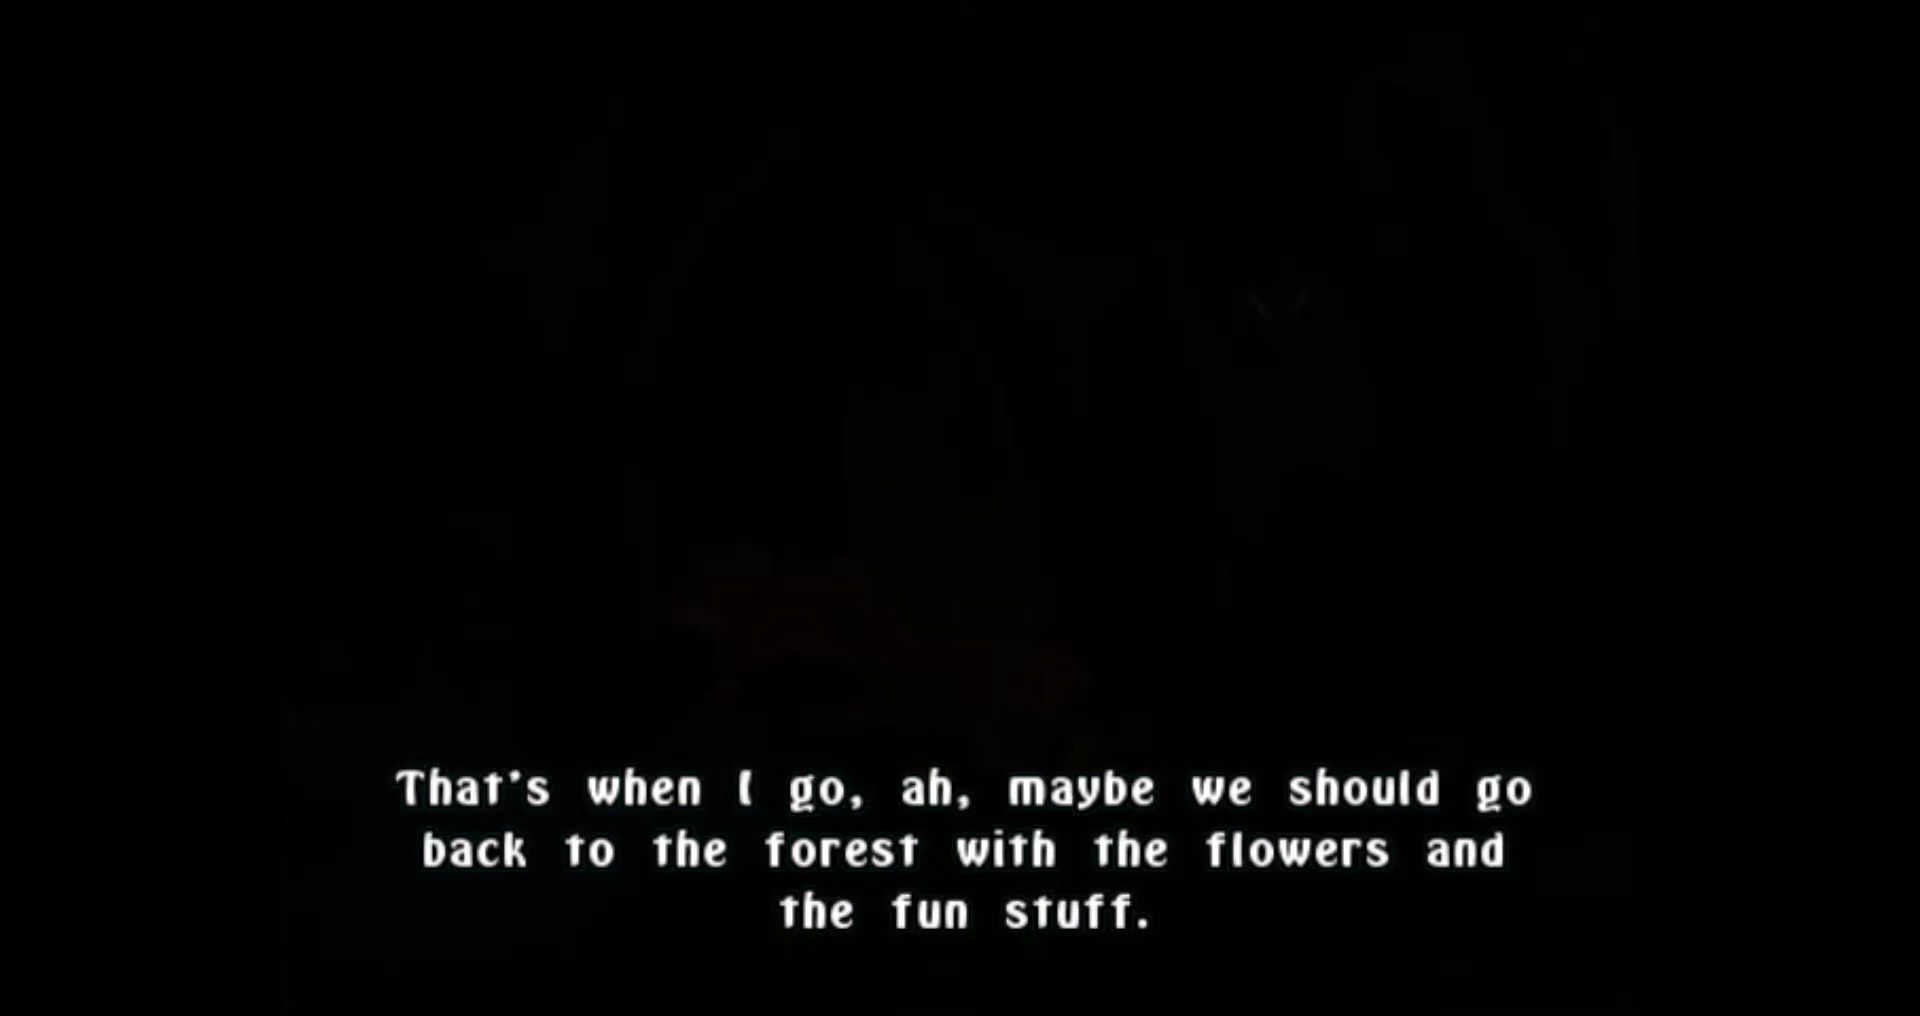 That's when I go, ah, maybe we should go
back to the forest with the flowers and
the fun stuff.